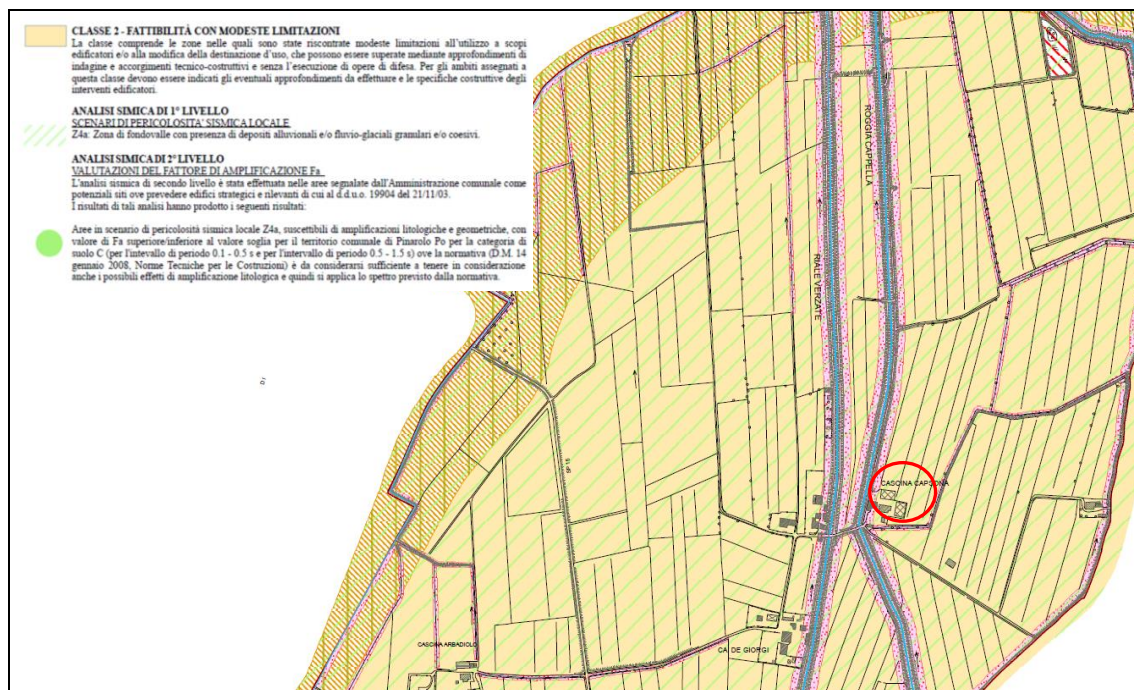 CLASSE 2 - FATTIBILITÀ CON MODESTE LIMITAZIONI
La classe comprende le zone nelle quali sono state riscontrate modeste limitazioni all'utilizzo a scopi
edificatori e/o alla modifica della destinazione d'uso, che possono essere superate mediante approfondimenti di
indagine e accorgimenti tecnico-costruttivi e senza l'esecuzione di opere di difesa. Per gli ambiti assegnati a
questa classe devono essere indicati gli eventuali approfondimenti da effettuare e le specifiche costruttive degli
interventi edificatori.
ANALISI SIMICA DI 1° LIVELLO
SCENARI DI PERICOLOSITA' SISMICA LOCALE
Z4a: Zona di fondovalle con presenza di depositi alluvionali e/o fluvio-glaciali granulari e/o coesivi.
ANALISI SIMICA DI 2° LIVELLO
VALUTAZIONI DEL FATTORE DI AMPLIFICAZIONE Fa
L'analisi sismica di secondo livello è stata effettuata nelle aree segnalate dall'Amministrazione comunale come
potenziali siti ove prevedere edifici strategici e rilevanti di cui al d.d.u.o. 19904 del 21/11/03.
I risultati di tali analisi hanno prodotto i seguenti risultati:
Aree in scenario di pericolosità sismica locale Z4a, suscettibili di amplificazioni litologiche e geometriche, con
valore di Fa superiore/inferiore al valore soglia per il territorio comunale di Pinarolo Po per la categoria di
suolo C (per l'intevallo di periodo 0.1 - 0.5 s e per l'intervallo di periodo 0.5 - 1.5 s) ove la normativa (D.M. 14
gennaio 2008, Norme Tecniche per le Costruzioni) è da considerarsi sufficiente a tenere in considerazione
anche i possibili effetti di amplificazione litologica e quindi si applica lo spettro previsto dalla normativa.
ROGGIA CAPPELLA
RIALE VERZATE
SP 15
CASCINA CAPSONA
CASCINA ARBADIOLO
CA' DE GIORGI